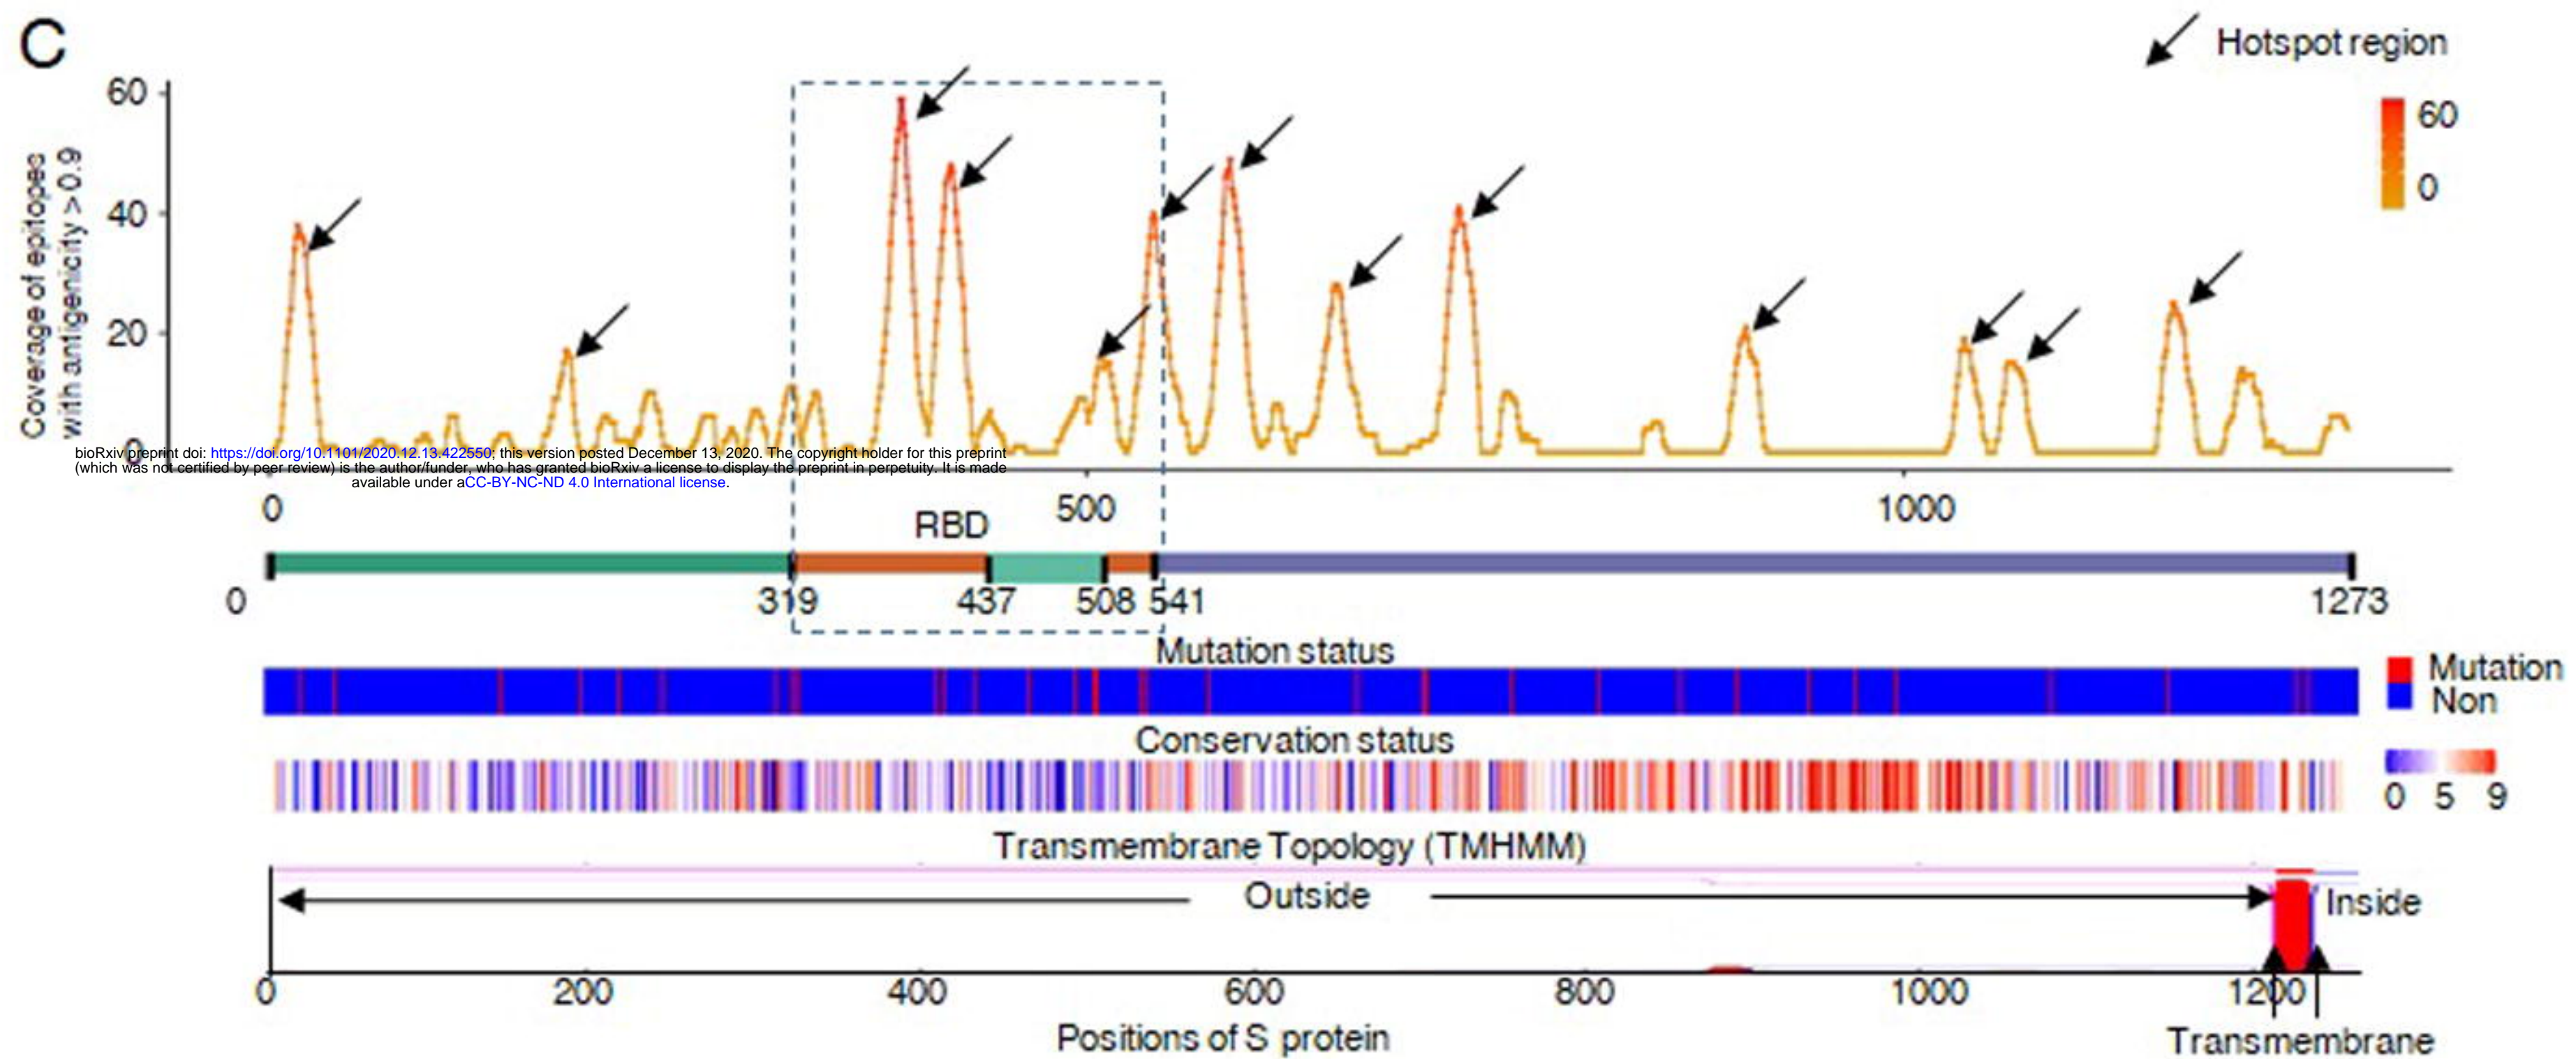 C
Hotspot region
60
40
20
0
Coverage of epitopes
with antigenicity > 0.9
60
0
bioRxiv preprint doi: https://doi.org/10.1101/2020.12.13.422550; this version posted December 13, 2020. The copyright holder for this preprint
(which was not certified by peer review) is the author/funder, who has granted bioRxiv a license to display the preprint in perpetuity. It is made
available under aCC-BY-NC-ND 4.0 International license.
0 500 1000
RBD
0 319 437 508 541 1273
Mutation status
Mutation
Non
Conservation status
0 5 9
Transmembrane Topology (TMHMM)
Outside
Inside
0 200 400 600 800 1000 1200
Positions of S protein
Transmembrane